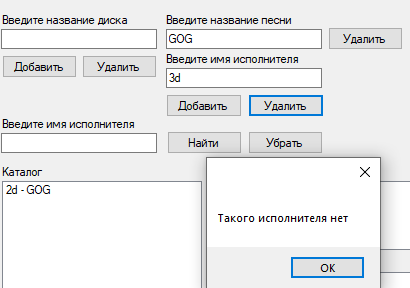 Введите название диска
Введите название песни
GOG
Удалить
Добавить
Удалить
Введите имя исполнителя
3d
Добавить
Удалить
Введите имя исполнителя
Найти
Убрать
Каталог
2d - GOG
Такого исполнителя нет
OK